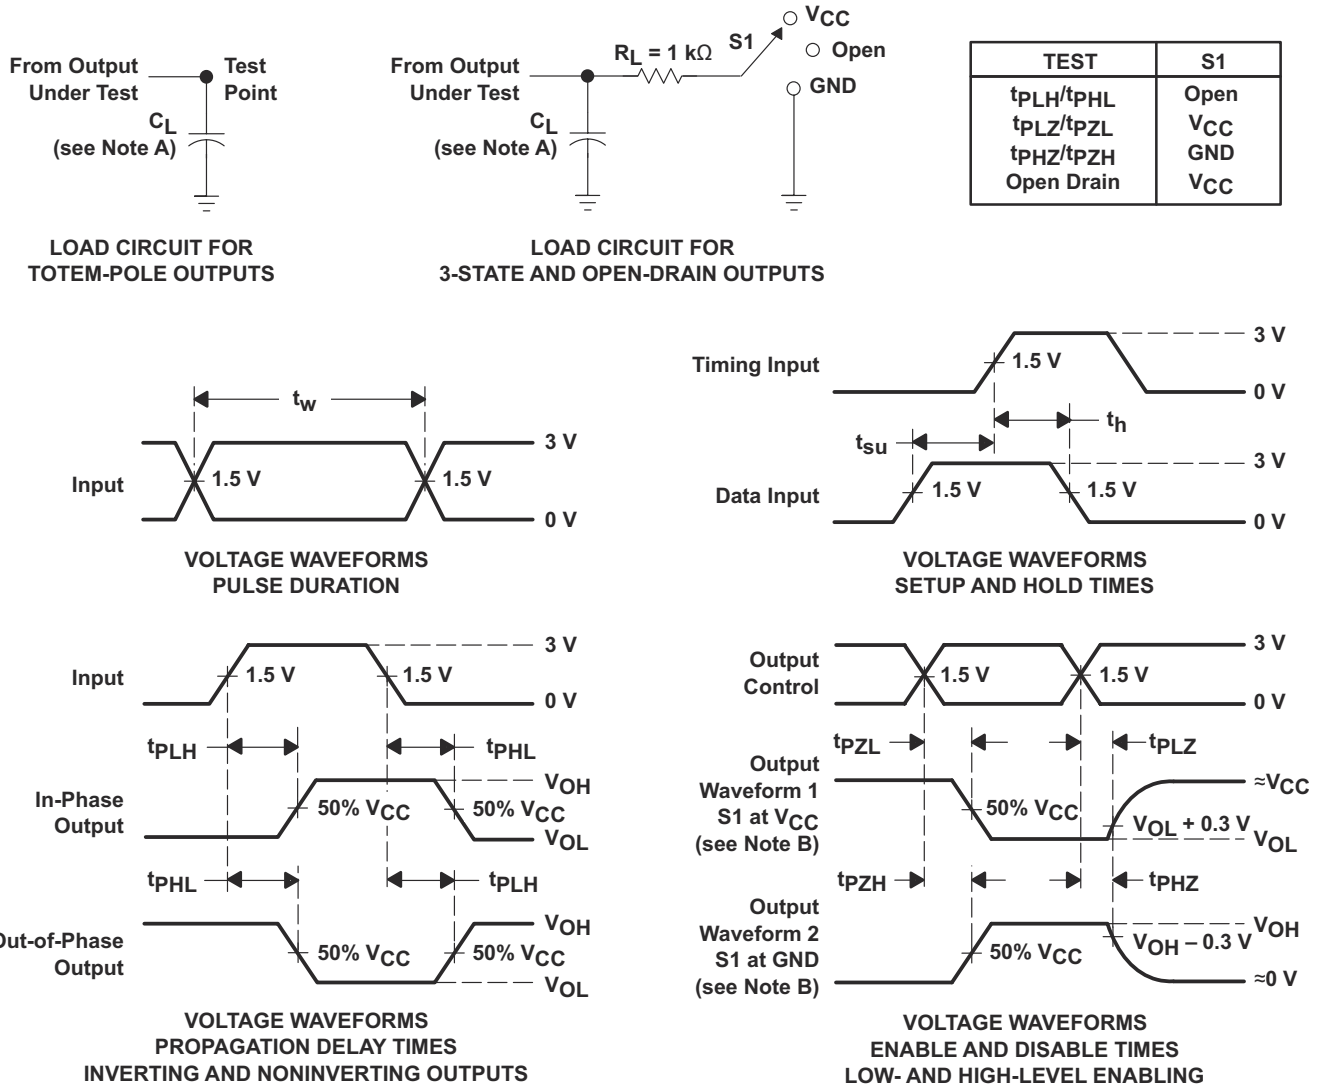 From Output
Under Test
Test
Point
CL
(see Note A)
LOAD CIRCUIT FOR
TOTEM-POLE OUTPUTS
From Output
Under Test
RL = 1 kΩ
S1
VCC
Open
GND
CL
(see Note A)
LOAD CIRCUIT FOR
3-STATE AND OPEN-DRAIN OUTPUTS
TEST S1
tPLH/tPHL Open
tPLZ/tPZL VCC
tPHZ/tPZH GND
Open Drain VCC
tw
Input
1.5 V
1.5 V
3 V
0 V
VOLTAGE WAVEFORMS
PULSE DURATION
Timing Input
1.5 V
3 V
0 V
tsu
th
Data Input
1.5 V
1.5 V
3 V
0 V
VOLTAGE WAVEFORMS
SETUP AND HOLD TIMES
Input
1.5 V
1.5 V
3 V
0 V
tPLH
tPHL
In-Phase
Output
50% VCC
50% VCC
VOH
VOL
tPHL
tPLH
Out-of-Phase
Output
50% VCC
50% VCC
VOH
VOL
VOLTAGE WAVEFORMS
PROPAGATION DELAY TIMES
INVERTING AND NONINVERTING OUTPUTS
Output
Control
1.5 V
1.5 V
3 V
0 V
tPZL
tPLZ
Output
Waveform 1
S1 at VCC
(see Note B)
50% VCC
VOL + 0.3 V
≈VCC
VOL
tPZH
tPHZ
Output
Waveform 2
S1 at GND
(see Note B)
50% VCC
VOH – 0.3 V
VOH
≈0 V
VOLTAGE WAVEFORMS
ENABLE AND DISABLE TIMES
LOW- AND HIGH-LEVEL ENABLING